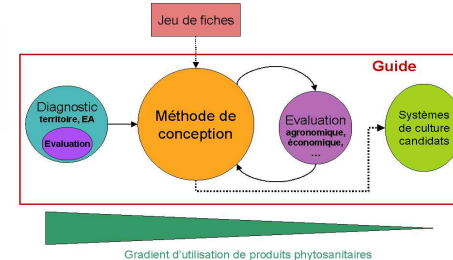 Jeu de fiches
Guide
Diagnostic
territoire, EA
Evaluation
Méthode de
conception
Evaluation
agronomique,
économique,
...
Systèmes
de culture
candidats
Gradient d'utilisation de produits phytosanitaires